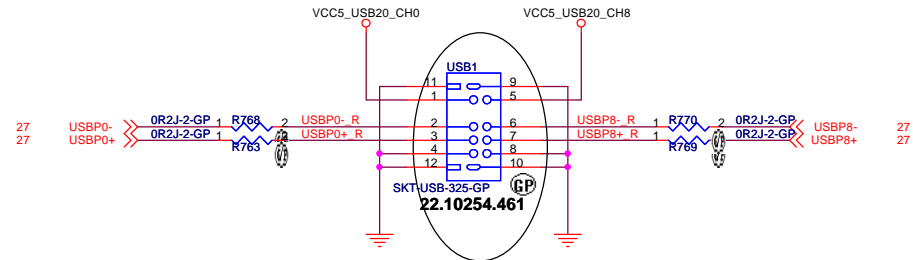 VCC5_USB20_CH0 VCC5_USB20_CH8
USB1
11 9
1 5
27 USBP0- 0R2J-2-GP 1 R768 2 USBP0-_R 2 6 USBP8-_R 1 R770 2 0R2J-2-GP USBP8- 27
27 USBP0+ 0R2J-2-GP 1 R763 USBP0+_R 3 7 USBP8+_R 1 R769 2 0R2J-2-GP USBP8+ 27
4 8
12 10
SKT-USB-325-GP GP
22.10254.461